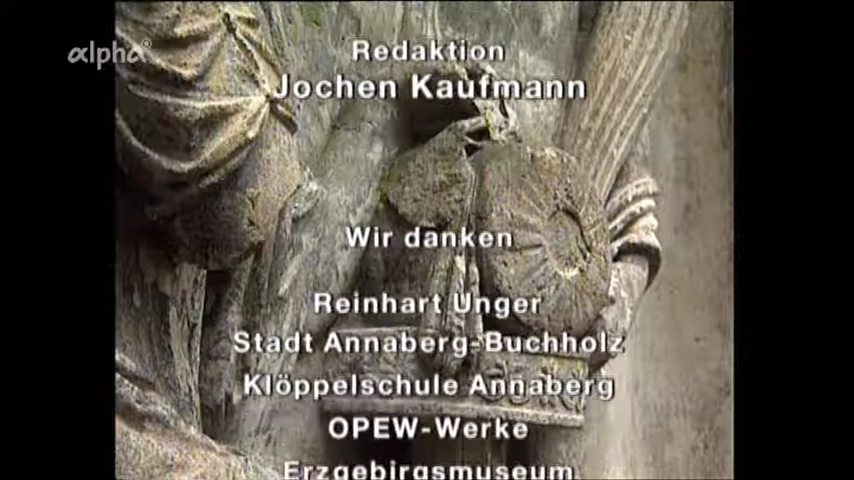 alpha®
Redaktion
Jochen Kaufmann
Wir danken
Reinhart Unger
Stadt Annaberg-Buchholz
Klöppelschule Annaberg
OPEW-Werke
Erzgebirgsmuseum